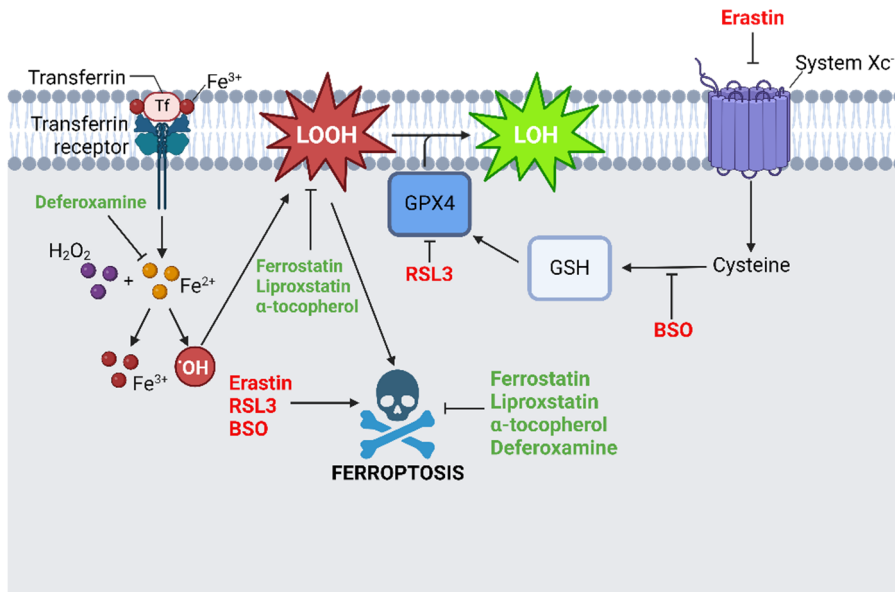 Erastin
System Xc⁻
Transferrin
Fe³⁺
Tf
Transferrin
receptor
LOOH
LOH
Deferoxamine
GPX4
H₂O₂
+
Fe²⁺
Ferrostatin
Liproxstatin
α-tocopherol
RSL3
GSH
Cysteine
BSO
Fe³⁺
·OH
Erastin
RSL3
BSO
Ferrostatin
Liproxstatin
α-tocopherol
Deferoxamine
FERROPTOSIS